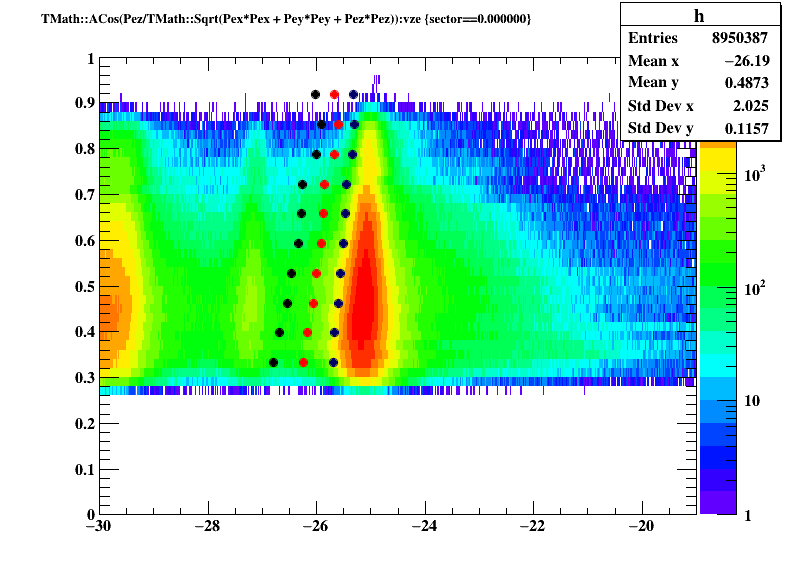 TMath::ACos(Pez/TMath::Sqrt(Pex*Pex + Pey*Pey + Pez*Pez)):vze {sector==0.000000}
h
Entries 8950387
Mean x −26.19
Mean y 0.4873
Std Dev x 2.025
Std Dev y 0.1157
1
0.9
0.8
0.7
0.6
0.5
0.4
0.3
0.2
0.1
0
−30 −28 −26 −24 −22 −20
10³
10²
10
1